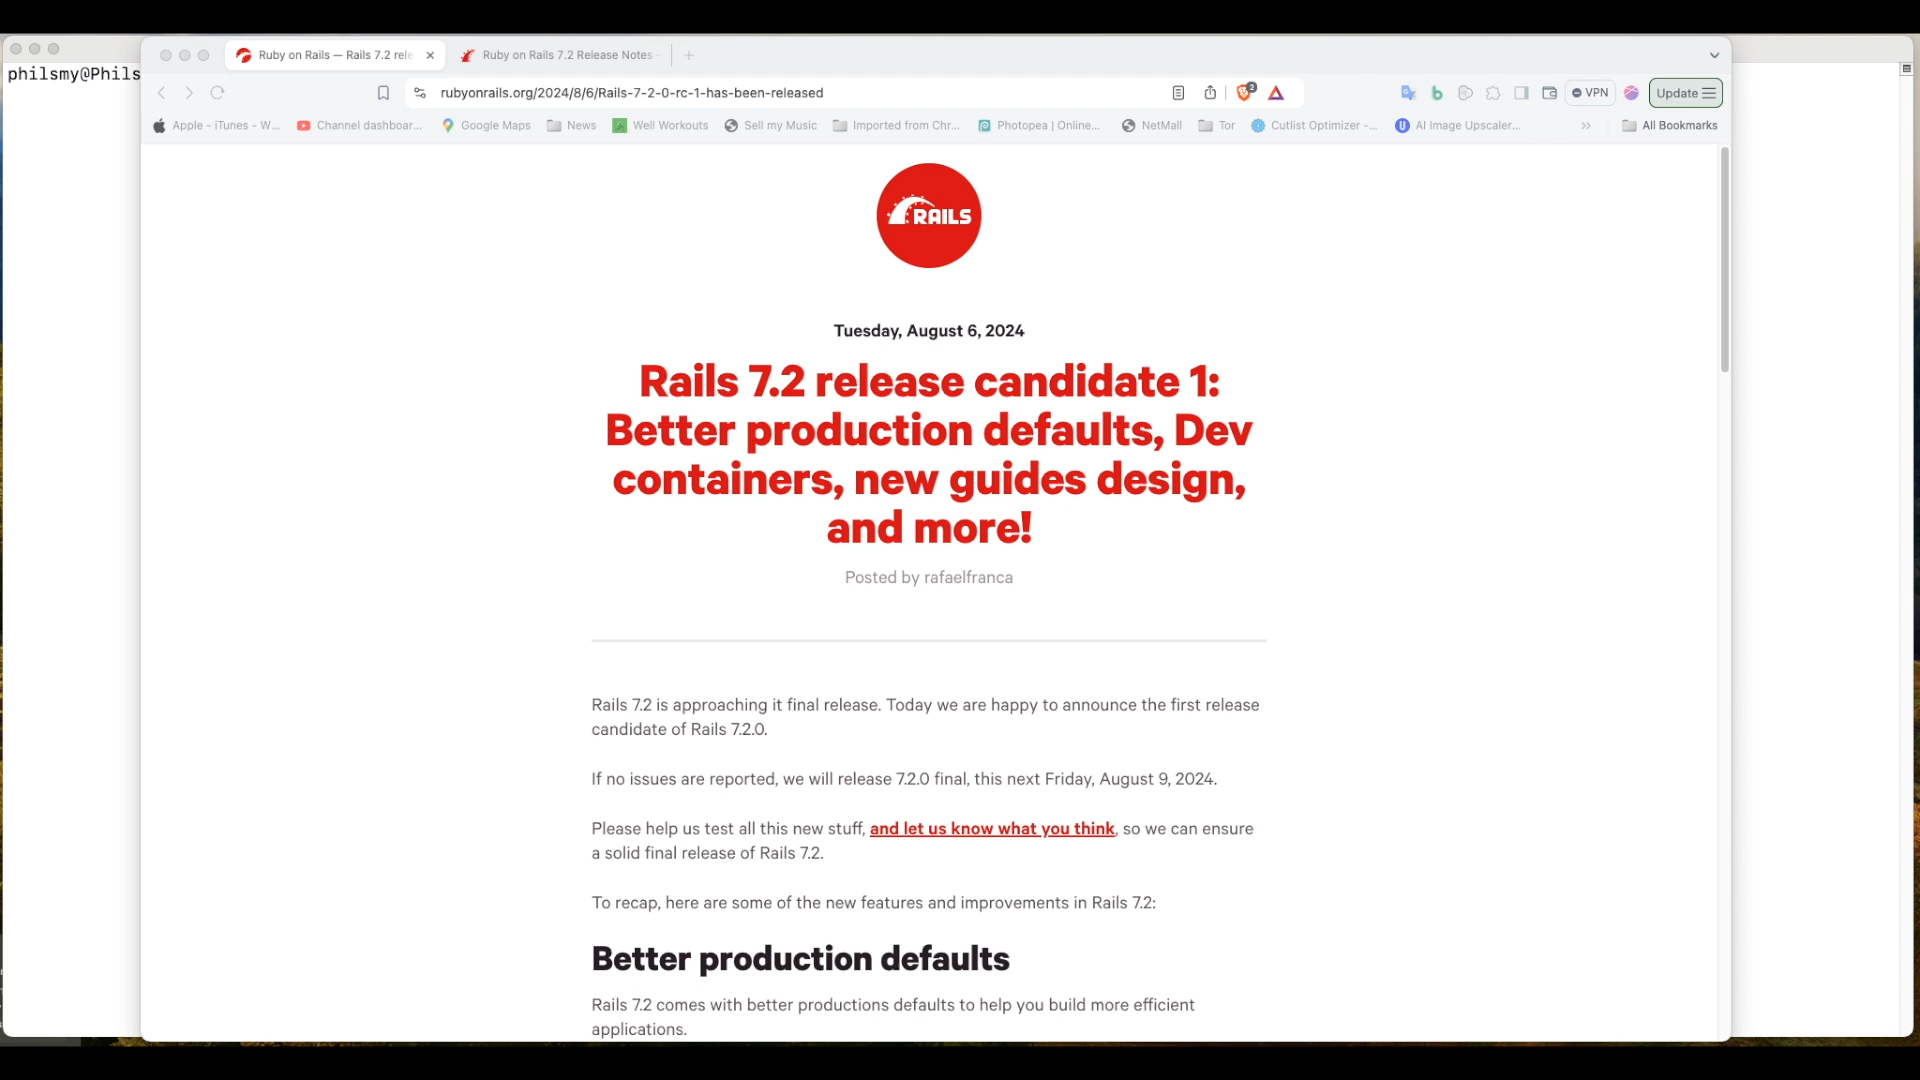 Ruby on Rails — Rails 7.2 rele
Ruby on Rails 7.2 Release Notes
philsmy@Phils
rubyonrails.org/2024/8/6/Rails-7-2-0-rc-1-has-been-released
2
VPN
Update
Apple - iTunes - W...
Channel dashboar...
Google Maps
News
Well Workouts
Sell my Music
Imported from Chr...
Photopea | Online...
NetMall
Tor
Cutlist Optimizer -...
AI Image Upscaler...
All Bookmarks
RAILS
Tuesday, August 6, 2024
Rails 7.2 release candidate 1:
Better production defaults, Dev
containers, new guides design,
and more!
Posted by rafaelfranca
Rails 7.2 is approaching it final release. Today we are happy to announce the first release
candidate of Rails 7.2.0.
If no issues are reported, we will release 7.2.0 final, this next Friday, August 9, 2024.
Please help us test all this new stuff, and let us know what you think, so we can ensure
a solid final release of Rails 7.2.
To recap, here are some of the new features and improvements in Rails 7.2:
Better production defaults
Rails 7.2 comes with better productions defaults to help you build more efficient
applications.